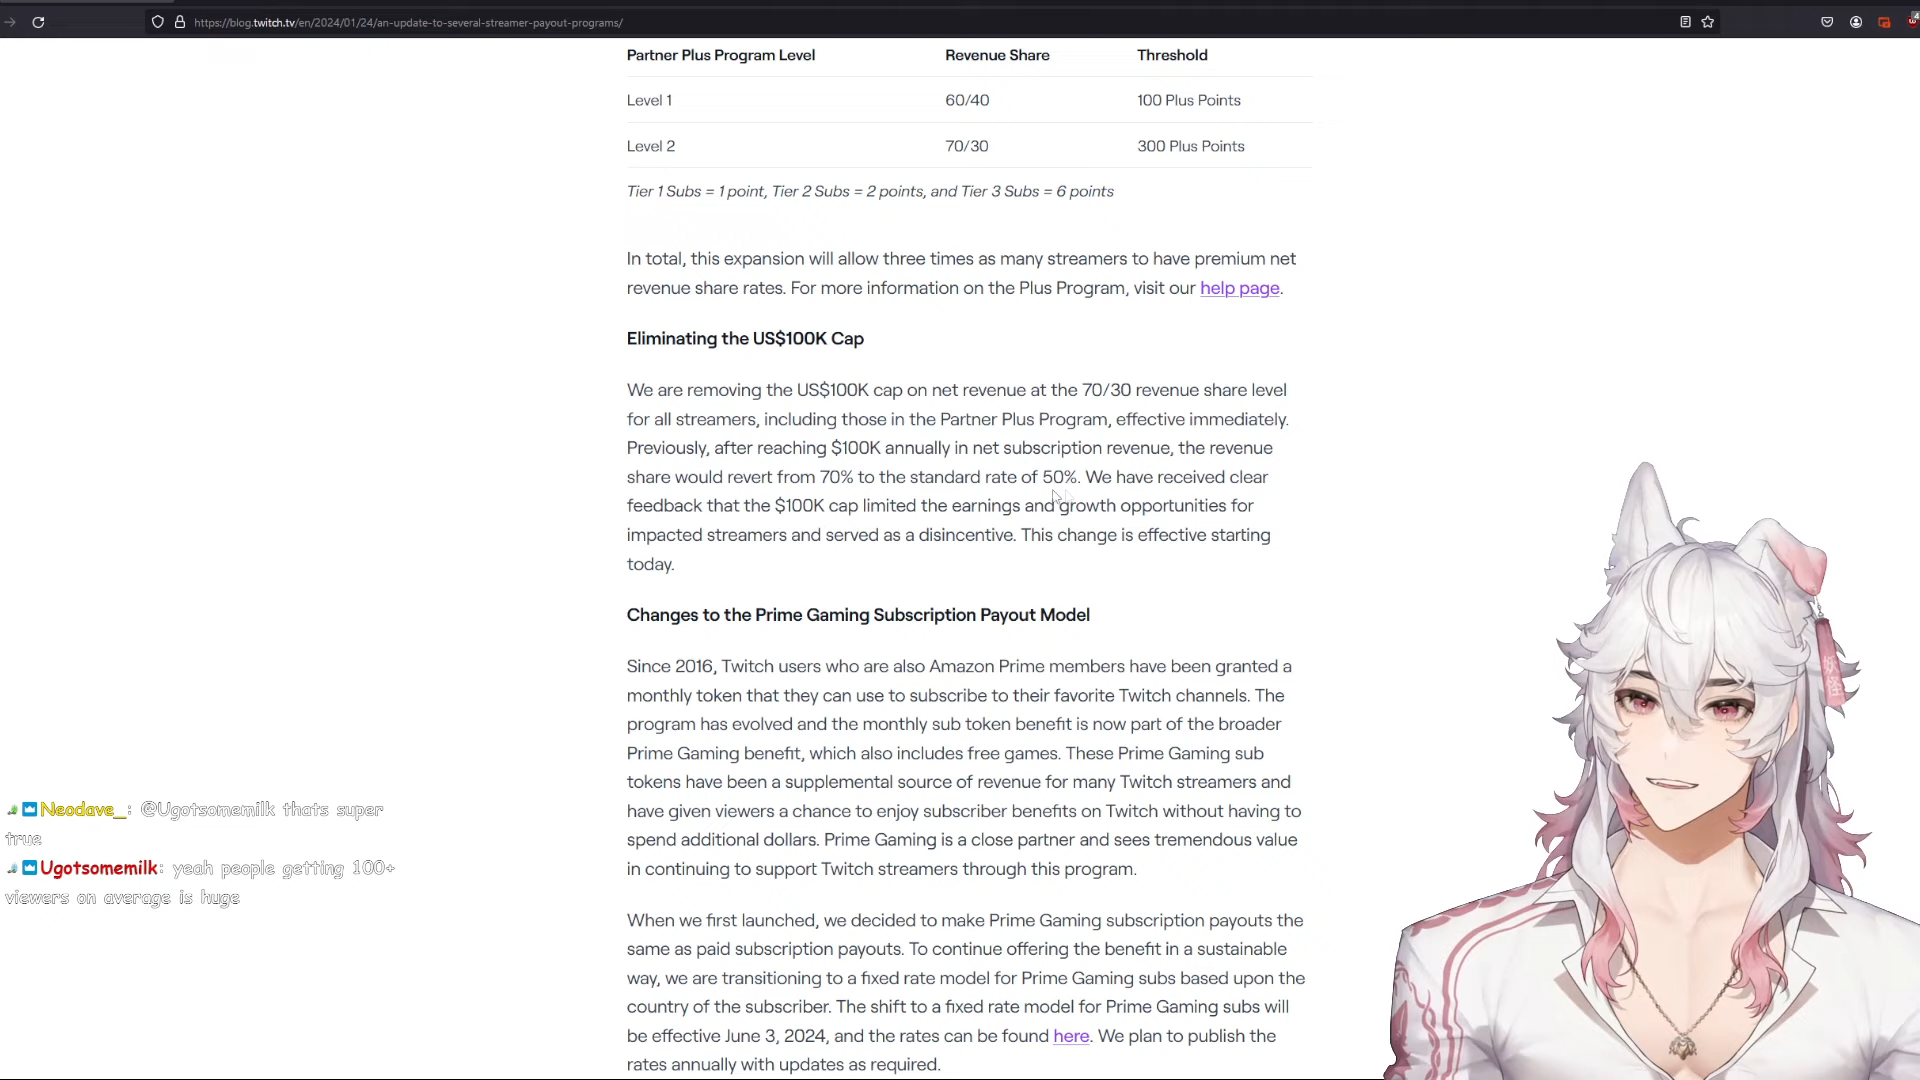 https://blog.twitch.tv/en/2024/01/24/an-update-to-several-streamer-payout-programs/
Partner Plus Program Level Revenue Share Threshold
Level 1 60/40 100 Plus Points
Level 2 70/30 300 Plus Points
Tier 1 Subs = 1 point, Tier 2 Subs = 2 points, and Tier 3 Subs = 6 points
In total, this expansion will allow three times as many streamers to have premium net
revenue share rates. For more information on the Plus Program, visit our help page.
Eliminating the US$100K Cap
We are removing the US$100K cap on net revenue at the 70/30 revenue share level
for all streamers, including those in the Partner Plus Program, effective immediately.
Previously, after reaching $100K annually in net subscription revenue, the revenue
share would revert from 70% to the standard rate of 50%. We have received clear
feedback that the $100K cap limited the earnings and growth opportunities for
impacted streamers and served as a disincentive. This change is effective starting
today.
Changes to the Prime Gaming Subscription Payout Model
Since 2016, Twitch users who are also Amazon Prime members have been granted a
monthly token that they can use to subscribe to their favorite Twitch channels. The
program has evolved and the monthly sub token benefit is now part of the broader
Prime Gaming benefit, which also includes free games. These Prime Gaming sub
tokens have been a supplemental source of revenue for many Twitch streamers and
have given viewers a chance to enjoy subscriber benefits on Twitch without having to
spend additional dollars. Prime Gaming is a close partner and sees tremendous value
in continuing to support Twitch streamers through this program.
When we first launched, we decided to make Prime Gaming subscription payouts the
same as paid subscription payouts. To continue offering the benefit in a sustainable
way, we are transitioning to a fixed rate model for Prime Gaming subs based upon the
country of the subscriber. The shift to a fixed rate model for Prime Gaming subs will
be effective June 3, 2024, and the rates can be found here. We plan to publish the
rates annually with updates as required.
Neodave_: @Ugotsomemilk thats super
true
Ugotsomemilk: yeah people getting 100+
viewers on average is huge